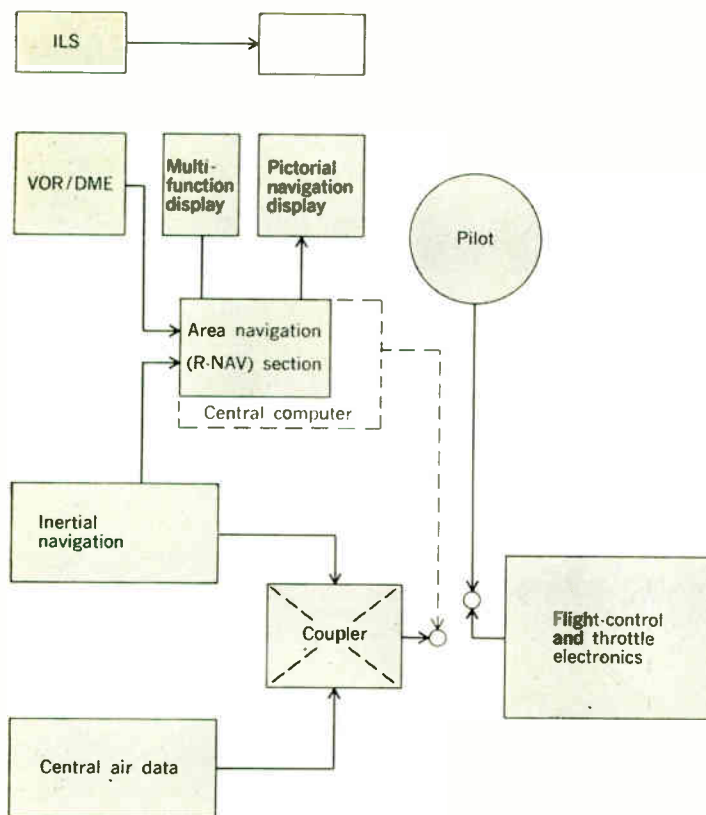 ILS
VOR/DME
Multi-
function
display
Pictorial
navigation
display
Pilot
Area navigation
(R-NAV) section
Central computer
Inertial
navigation
Coupler
Flight-control
and throttle
electronics
Central air data